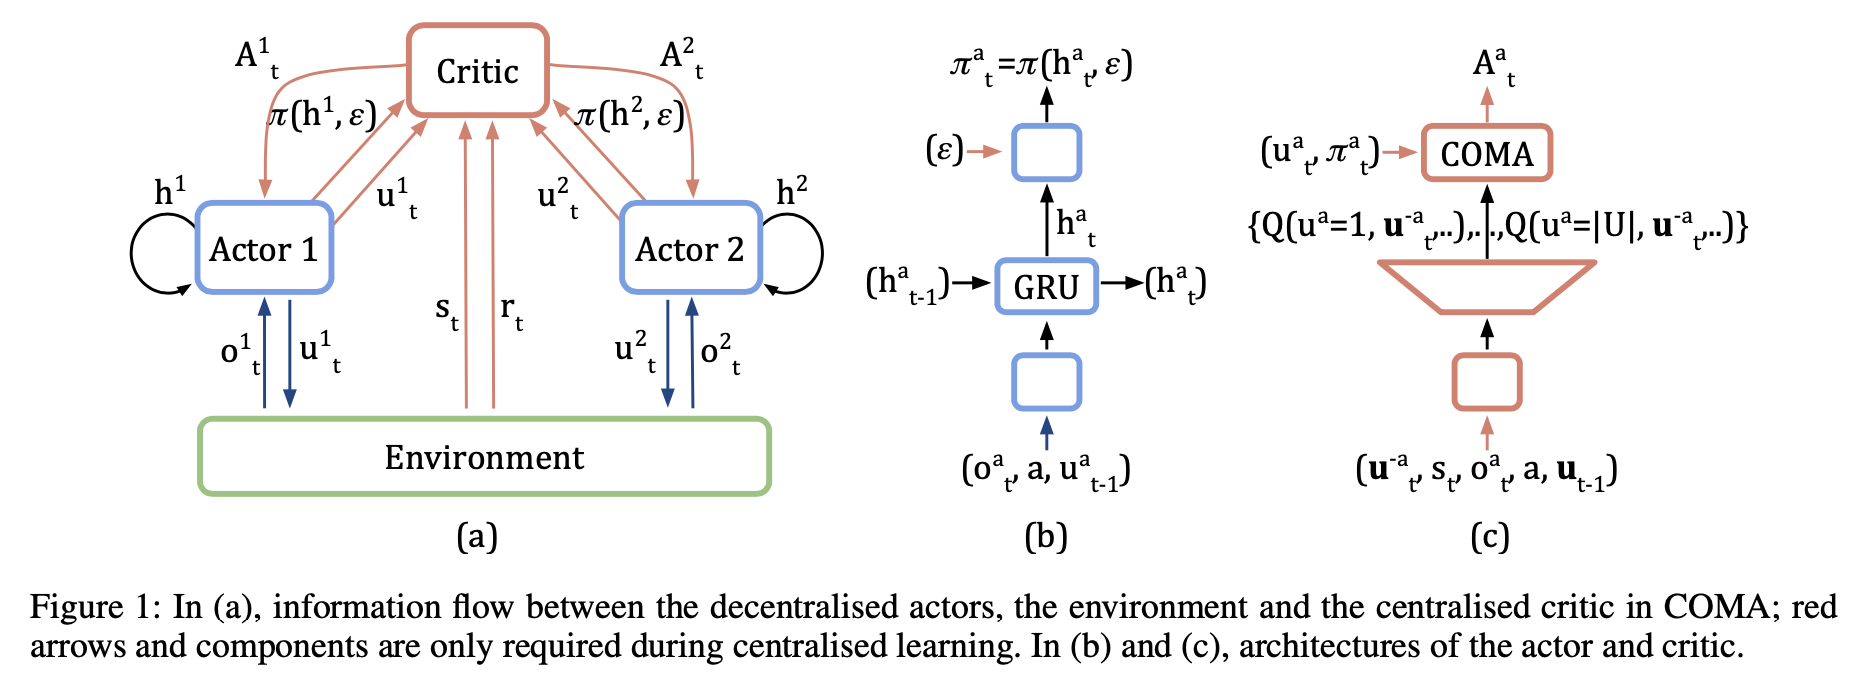 A¹ₜ
Critic
A²ₜ
π(h¹, ε)
π(h², ε)
h¹
u¹ₜ
u²ₜ
h²
Actor 1
Actor 2
sₜ
rₜ
o¹ₜ
u¹ₜ
u²ₜ
o²ₜ
Environment
(a)
πᵃₜ=π(hᵃₜ, ε)
(ε)
hᵃₜ
(hᵃₜ₋₁)
GRU
(hᵃₜ)
(oᵃₜ, a, uᵃₜ₋₁)
(b)
Aᵃₜ
(uᵃₜ, πᵃₜ)
COMA
{Q(uᵃ=1, u⁻ᵃₜ,..),...,Q(uᵃ=|U|, u⁻ᵃₜ,..)}
(u⁻ᵃₜ, sₜ, oᵃₜ, a, uₜ₋₁)
(c)
Figure 1: In (a), information flow between the decentralised actors, the environment and the centralised critic in COMA; red
arrows and components are only required during centralised learning. In (b) and (c), architectures of the actor and critic.